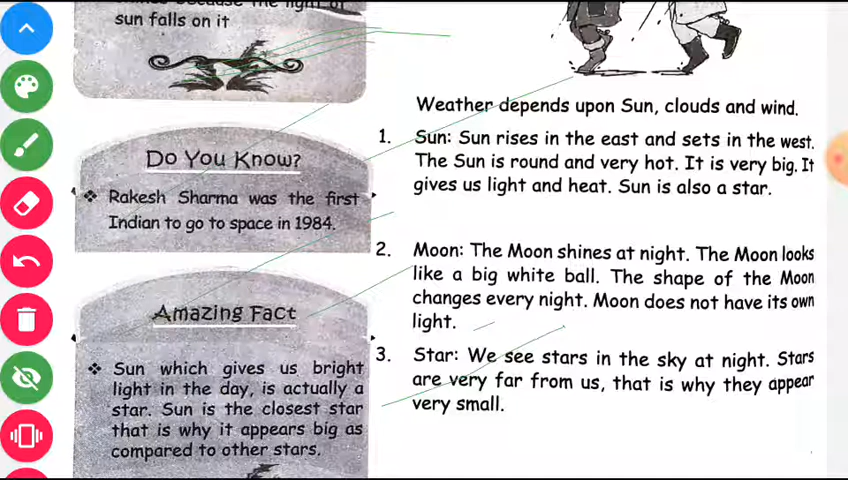 because the light of
sun falls on it
Do You Know?
❖ Rakesh Sharma was the first
Indian to go to space in 1984.
Amazing Fact
❖ Sun which gives us bright
light in the day, is actually a
star. Sun is the closest star
that is why it appears big as
compared to other stars.
Weather depends upon Sun, clouds and wind.
1. Sun: Sun rises in the east and sets in the west.
The Sun is round and very hot. It is very big. It
gives us light and heat. Sun is also a star.
2. Moon: The Moon shines at night. The Moon looks
like a big white ball. The shape of the Moon
changes every night. Moon does not have its own
light.
3. Star: We see stars in the sky at night. Stars
are very far from us, that is why they appear
very small.